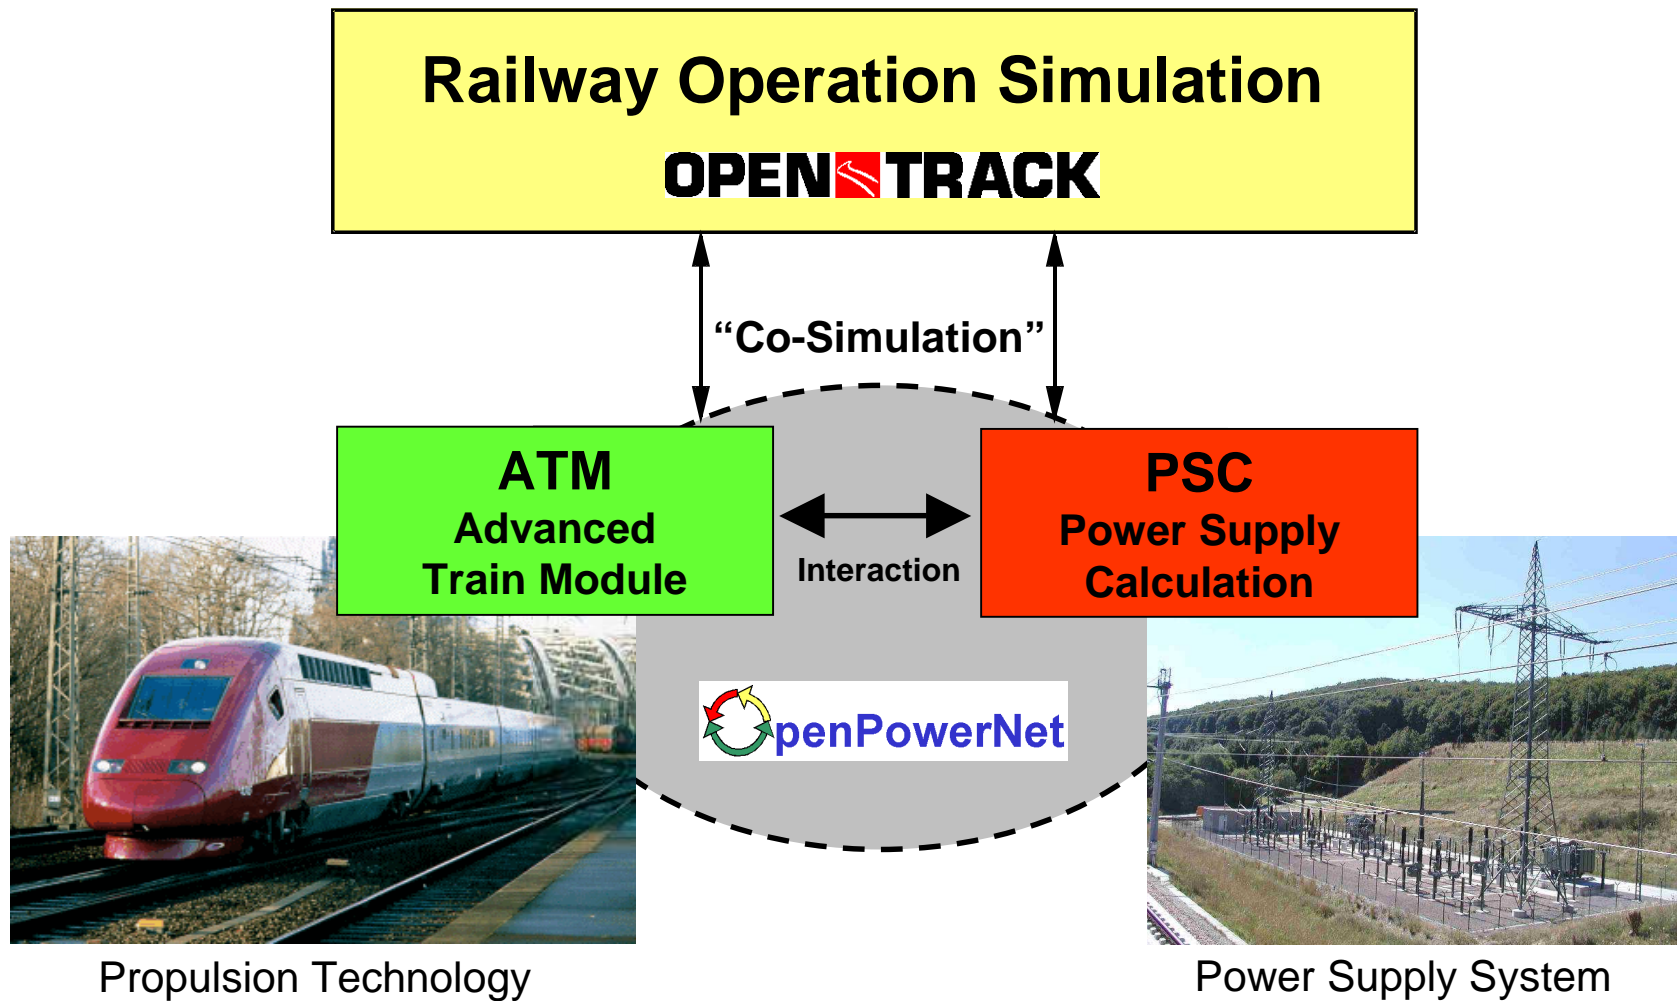 Railway Operation Simulation
OPEN TRACK
“Co-Simulation”
ATM
Advanced
Train Module
Interaction
PSC
Power Supply
Calculation
penPowerNet
Propulsion Technology
Power Supply System